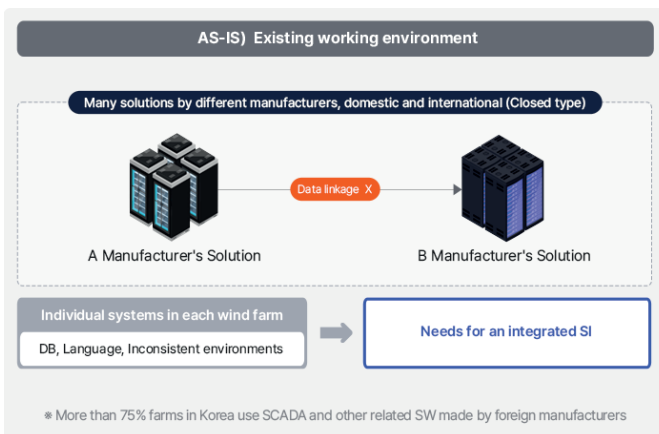 AS-IS) Existing working environment
Many solutions by different manufacturers, domestic and international (Closed type)
Data linkage X
A Manufacturer's Solution
B Manufacturer's Solution
Individual systems in each wind farm
DB, Language, Inconsistent environments
Needs for an integrated SI
※ More than 75% farms in Korea use SCADA and other related SW made by foreign manufacturers